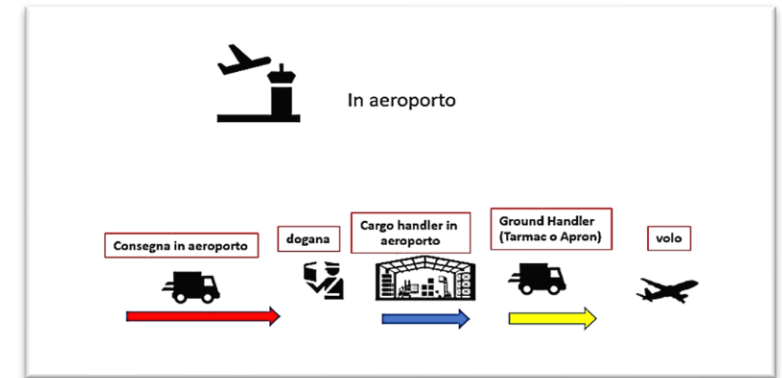 In aeroporto
Consegna in aeroporto
dogana
Cargo handler in
aeroporto
Ground Handler
(Tarmac o Apron)
volo